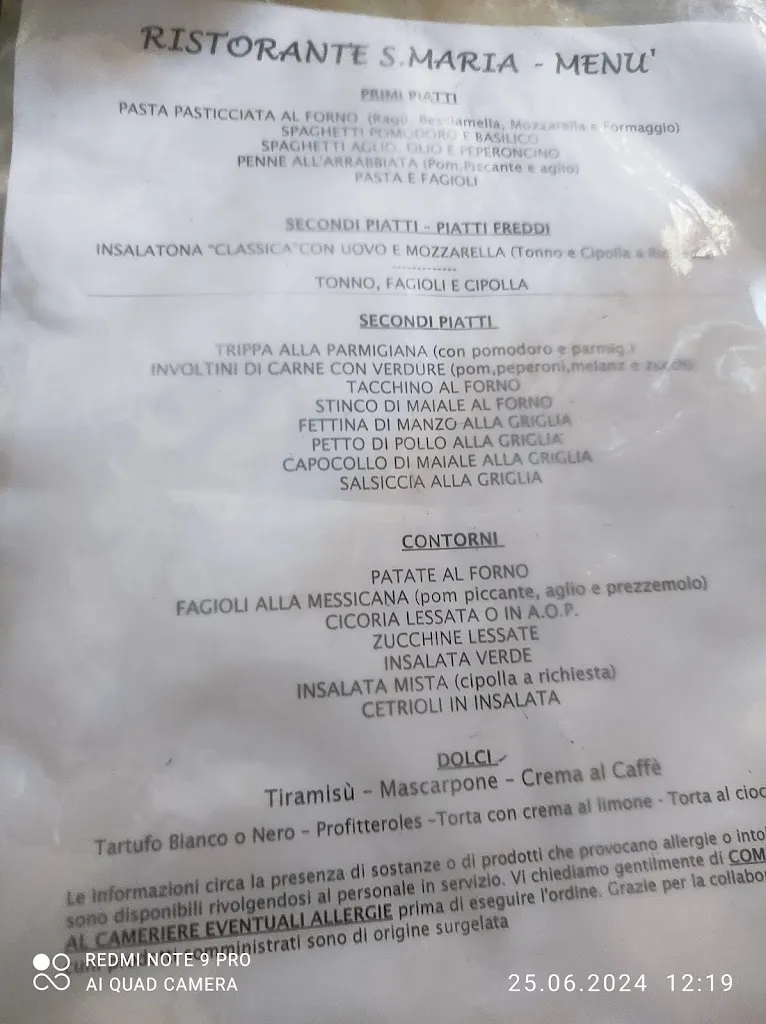 RISTORANTE S.MARIA - MENU'
PRIMI PIATTI
PASTA PASTICCIATA AL FORNO (Ragù, Besciamella, Mozzarella e Formaggio)
SPAGHETTI POMODORO E BASILICO
SPAGHETTI AGLIO, OLIO E PEPERONCINO
PENNE ALL'ARRABBIATA (Pom.Piccante e aglio)
PASTA E FAGIOLI
SECONDI PIATTI - PIATTI FREDDI
INSALATONA "CLASSICA"CON UOVO E MOZZARELLA (Tonno e Cipolla a
------------
TONNO, FAGIOLI E CIPOLLA
SECONDI PIATTI
TRIPPA ALLA PARMIGIANA (con pomodoro e parmig.)
INVOLTINI DI CARNE CON VERDURE (pom,peperoni,melanz e
TACCHINO AL FORNO
STINCO DI MAIALE AL FORNO
FETTINA DI MANZO ALLA GRIGLIA
PETTO DI POLLO ALLA GRIGLIA
CAPOCOLLO DI MAIALE ALLA GRIGLIA
SALSICCIA ALLA GRIGLIA
CONTORNI
PATATE AL FORNO
FAGIOLI ALLA MESSICANA (pom piccante, aglio e prezzemolo)
CICORIA LESSATA O IN A.O.P.
ZUCCHINE LESSATE
INSALATA VERDE
INSALATA MISTA (cipolla a richiesta)
CETRIOLI IN INSALATA
DOLCI
Tiramisù - Mascarpone - Crema al Caffè
Tartufo Bianco o Nero - Profitteroles -Torta con crema al limone - Torta al cioc
Le informazioni circa la presenza di sostanze o di prodotti che provocano allergie o into
sono disponibili rivolgendosi al personale in servizio. Vi chiediamo gentilmente di COM
AL CAMERIERE EVENTUALI ALLERGIE prima di eseguire l'ordine. Grazie per la collabo
prodotti somministrati sono di origine surgelata
REDMI NOTE 9 PRO
AI QUAD CAMERA
25.06.2024 12:19